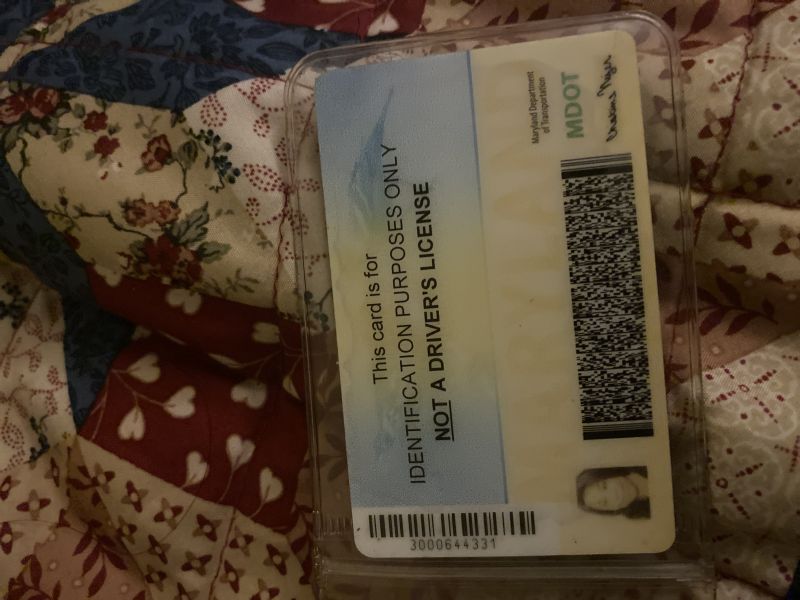 This card is for
IDENTIFICATION PURPOSES ONLY
NOT A DRIVER'S LICENSE
Maryland Department
of Transportation
MDOT
3000644331